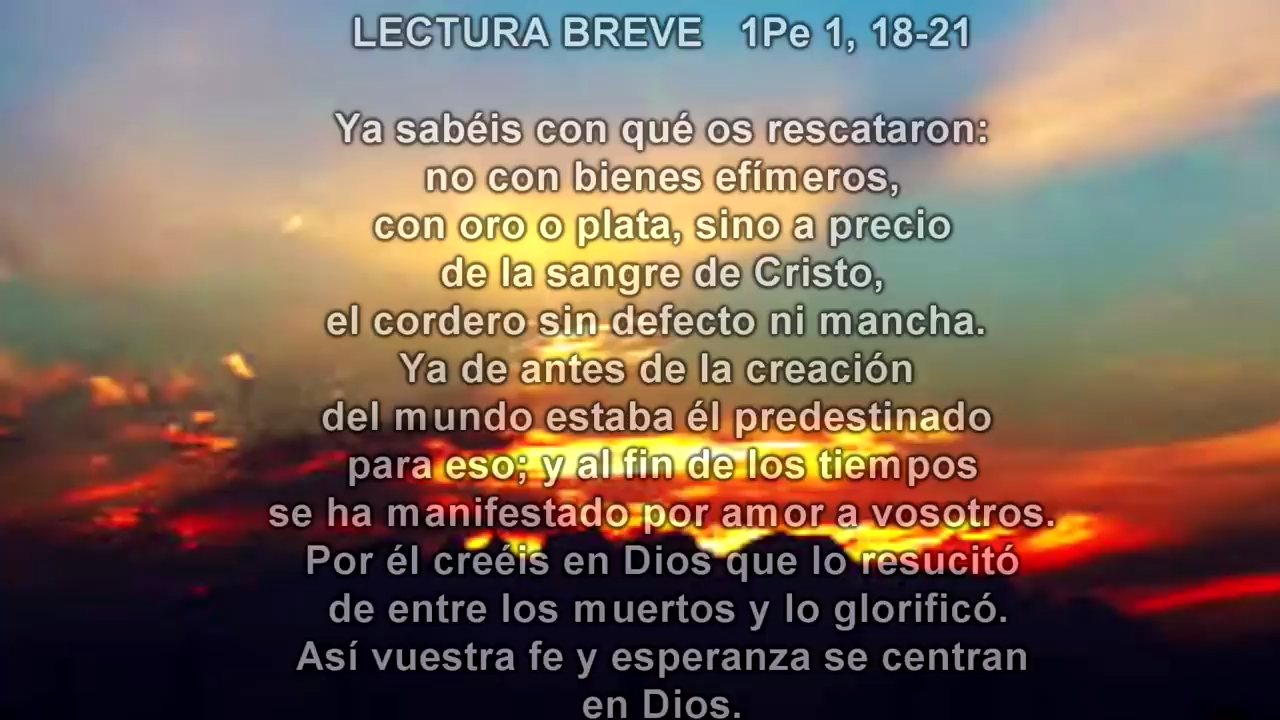 LECTURA BREVE 1Pe 1, 18-21
Ya sabéis con qué os rescataron:
no con bienes efímeros,
con oro o plata, sino a precio
de la sangre de Cristo,
el cordero sin defecto ni mancha.
Ya de antes de la creación
del mundo estaba él predestinado
para eso; y al fin de los tiempos
se ha manifestado por amor a vosotros.
Por él creéis en Dios que lo resucitó
de entre los muertos y lo glorificó.
Así vuestra fe y esperanza se centran
en Dios.